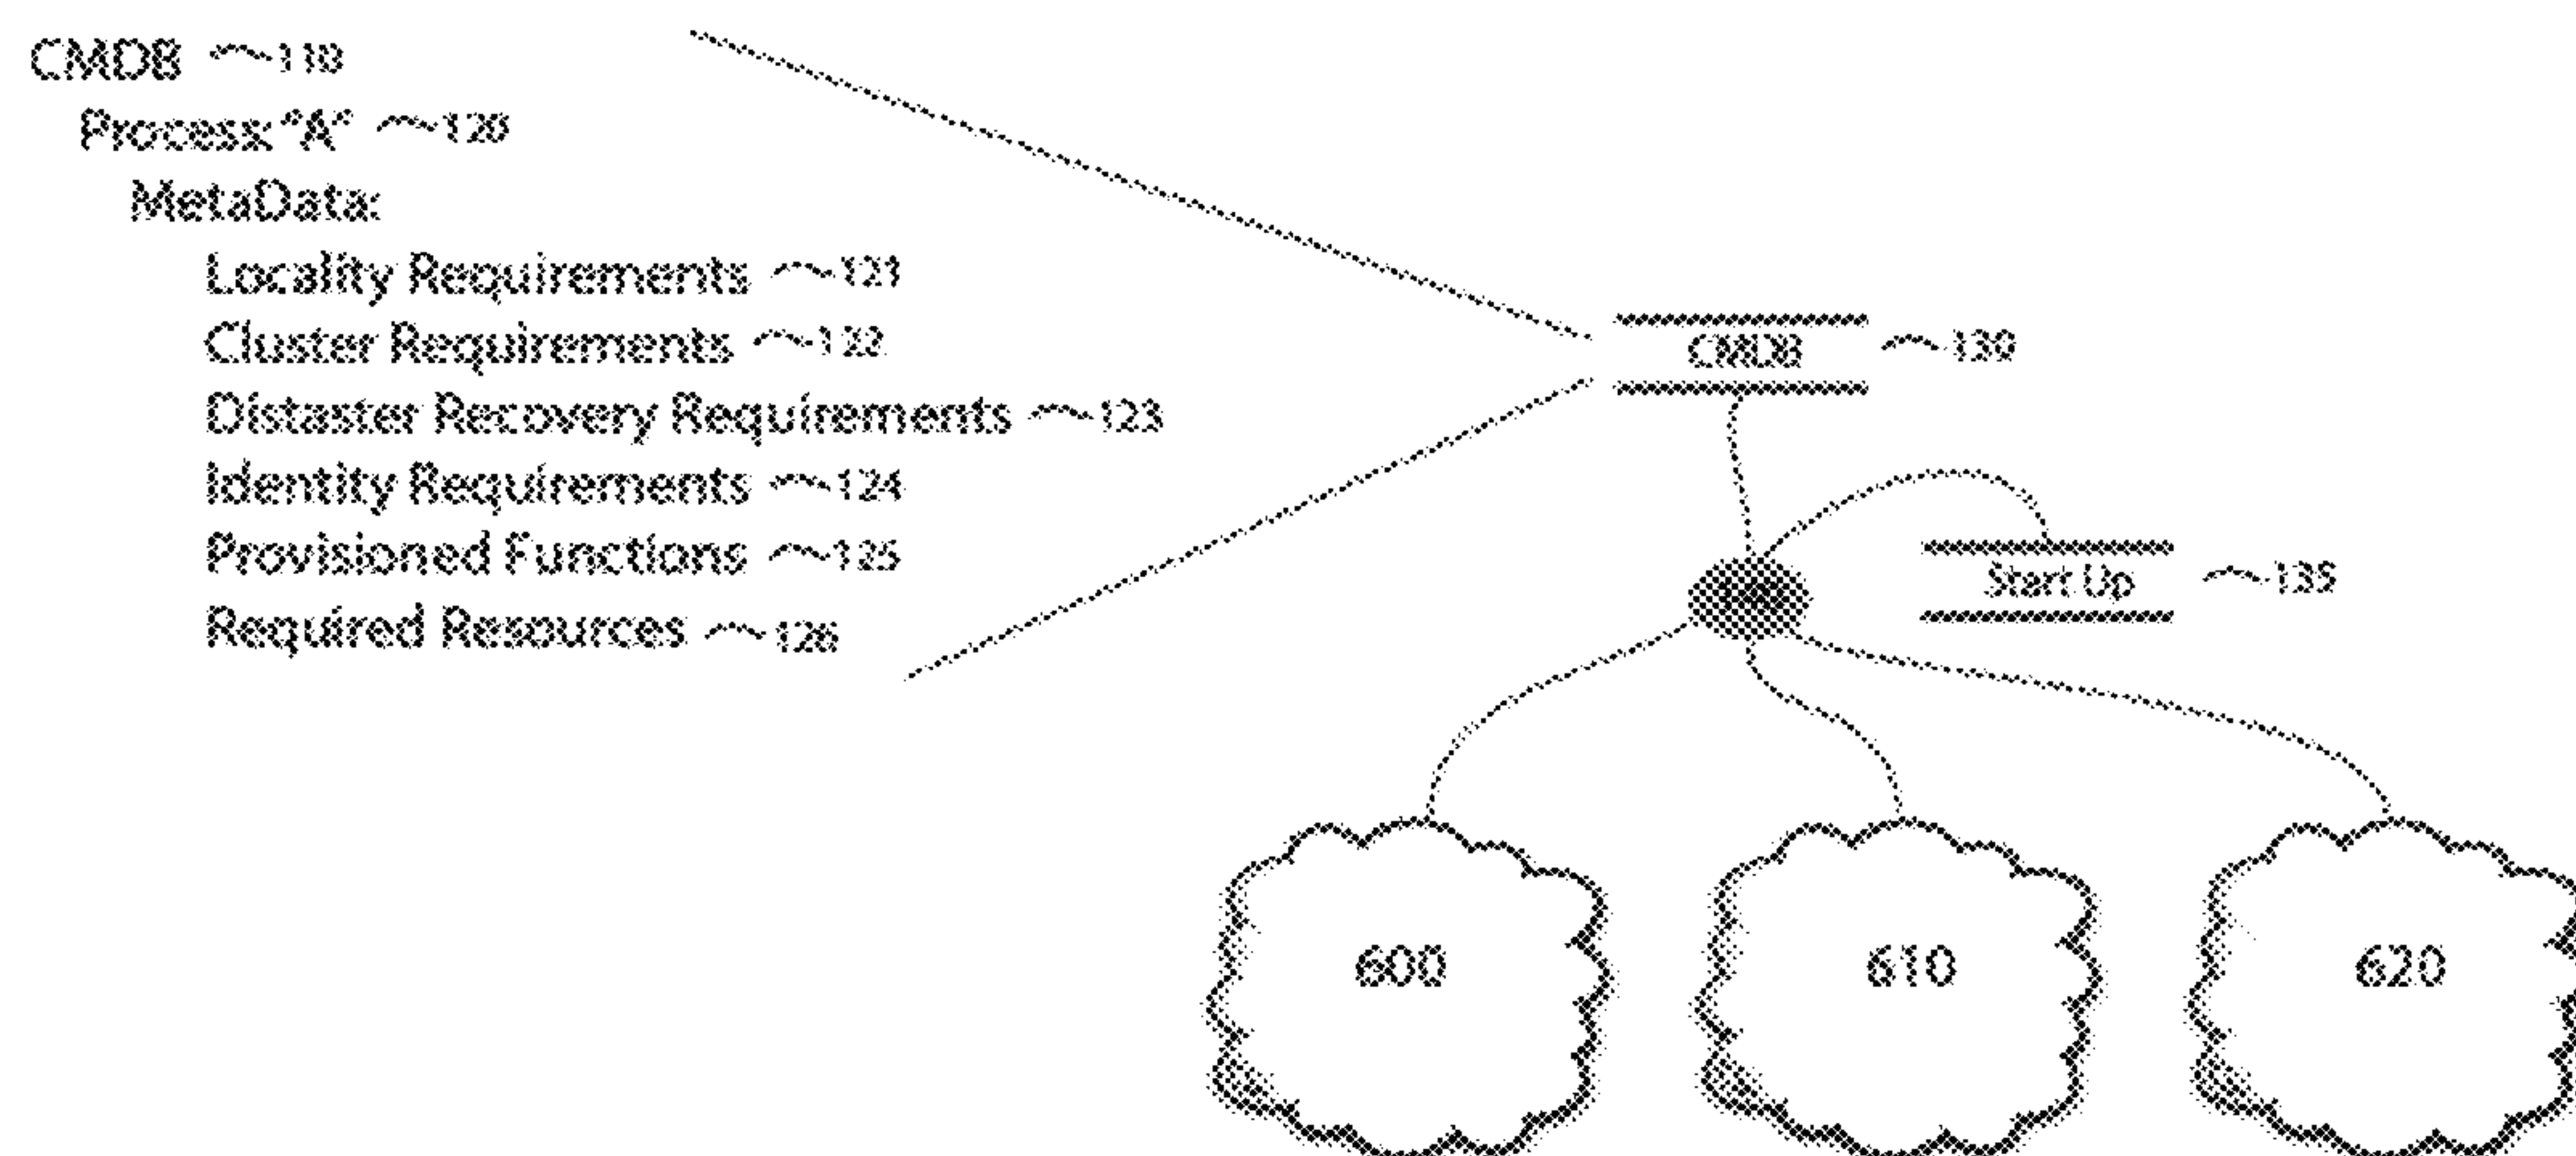 CMDB 110
Process "A" 120
MetaData:
Locality Requirements 121
Cluster Requirements 122
Distaster Recovery Requirements 123
Identity Requirements 124
Provisioned Functions 125
Required Resources 126
CMDB 130
Start Up 135
600
610
620